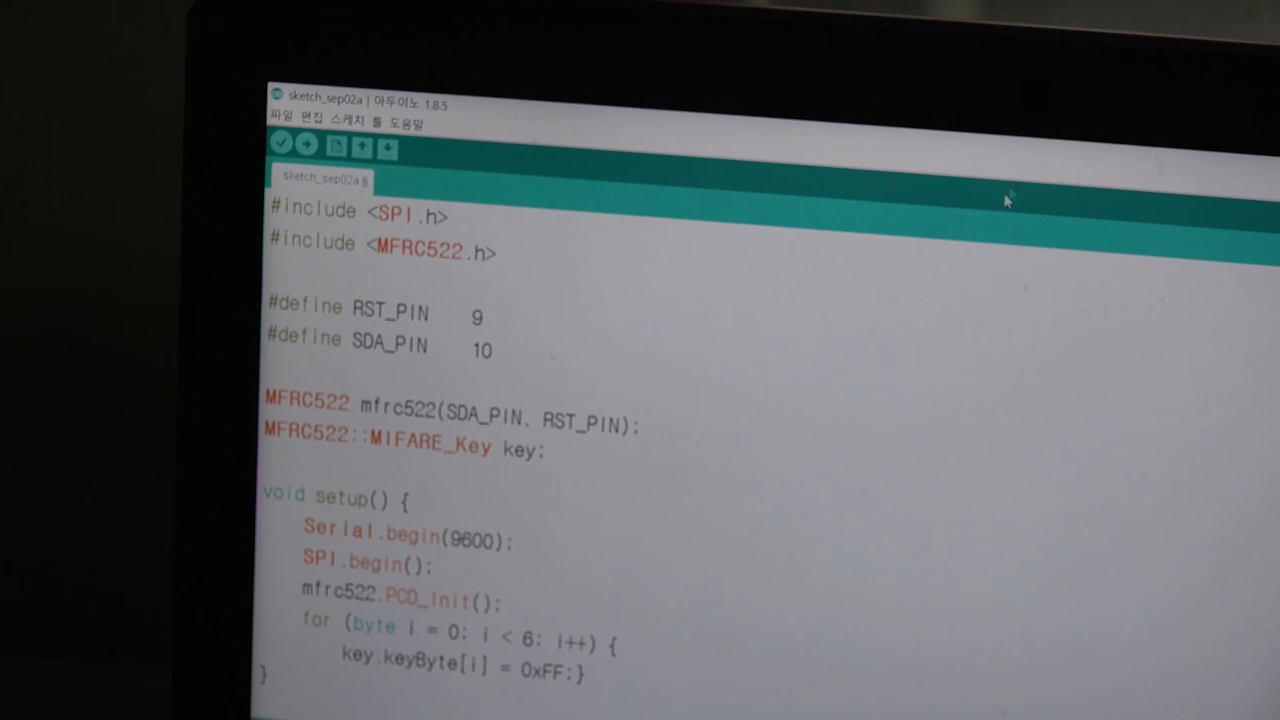 sketch_sep02a | 아두이노 1.8.5
파일 편집 스케치 툴 도움말
sketch_sep02a §
#include <SPI.h>
#include <MFRC522.h>
#define RST_PIN 9
#define SDA_PIN 10
MFRC522 mfrc522(SDA_PIN, RST_PIN);
MFRC522::MIFARE_Key key;
void setup() {
Serial.begin(9600);
SPI.begin();
mfrc522.PCD_Init();
for (byte i = 0; i < 6; i++) {
key.keyByte[i] = 0xFF;}
}